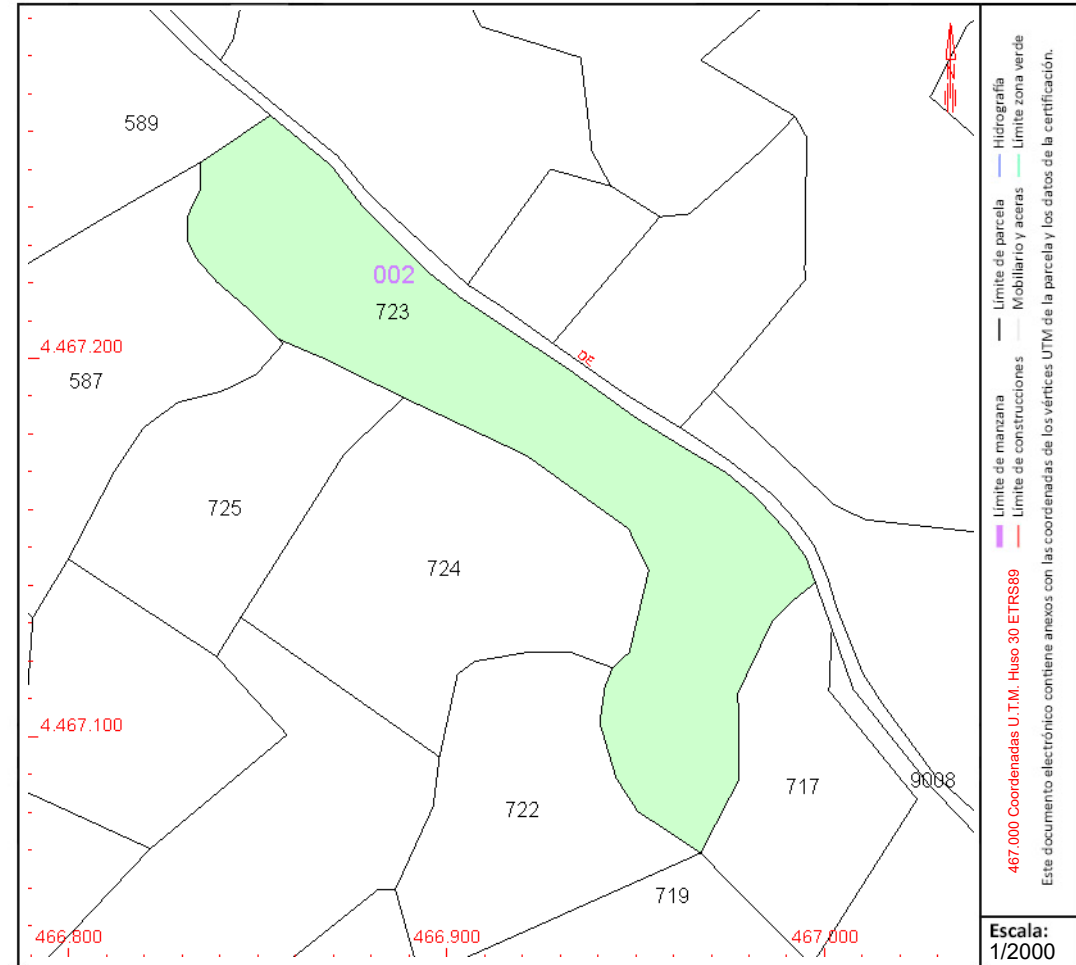 589
002
723
4.467.200
587
DE
725
724
4.467.100
9008
717
722
719
466.800
466.900
467.000
N
Límite de manzana
Límite de parcela
Hidrografía
467.000 Coordenadas U.T.M. Huso 30 ETRS89
Límite de construcciones
Mobiliario y aceras
Límite zona verde
Este documento electrónico contiene anexos con las coordenadas de los vértices UTM de la parcela y los datos de la certificación.
Escala:
1/2000